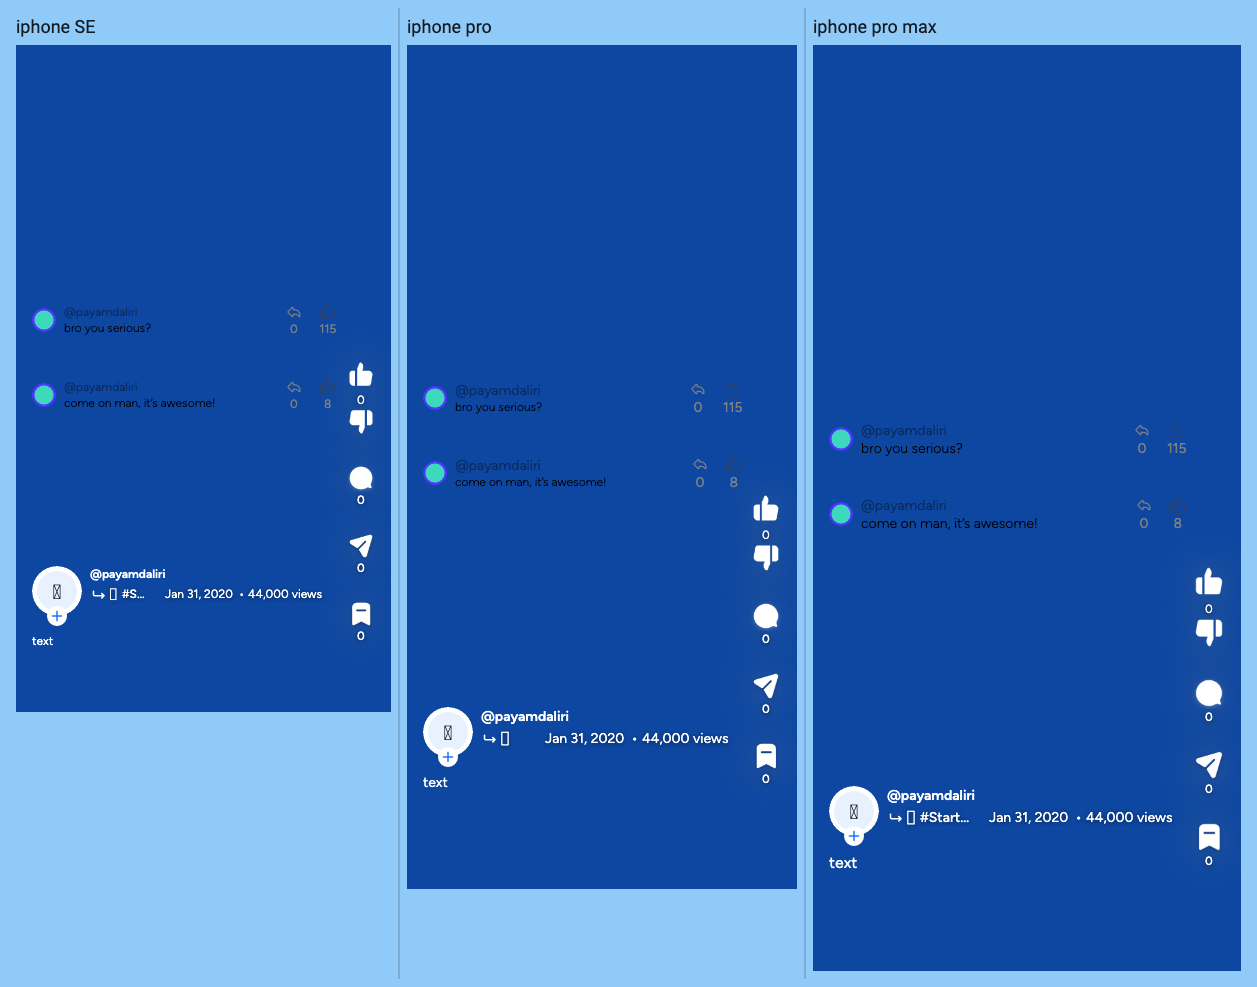 iphone SE
@payamdaliri
bro you serious?
0
115
@payamdaliri
come on man, it's awesome!
0
8
0
0
0
@payamdaliri
#S... Jan 31, 2020 • 44,000 views
text
0
iphone pro
@payamdaliri
bro you serious?
0
115
@payamdaliri
come on man, it's awesome!
0
8
0
0
0
@payamdaliri
Jan 31, 2020 • 44,000 views
text
0
iphone pro max
@payamdaliri
bro you serious?
0
115
@payamdaliri
come on man, it's awesome!
0
8
0
0
0
@payamdaliri
#Start... Jan 31, 2020 • 44,000 views
text
0